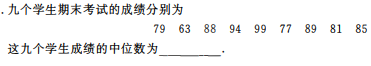 .九个学生期末考试的成绩分别为
79 63 88 94 99 77 89 81 85
这九个学生成绩的中位数为________.